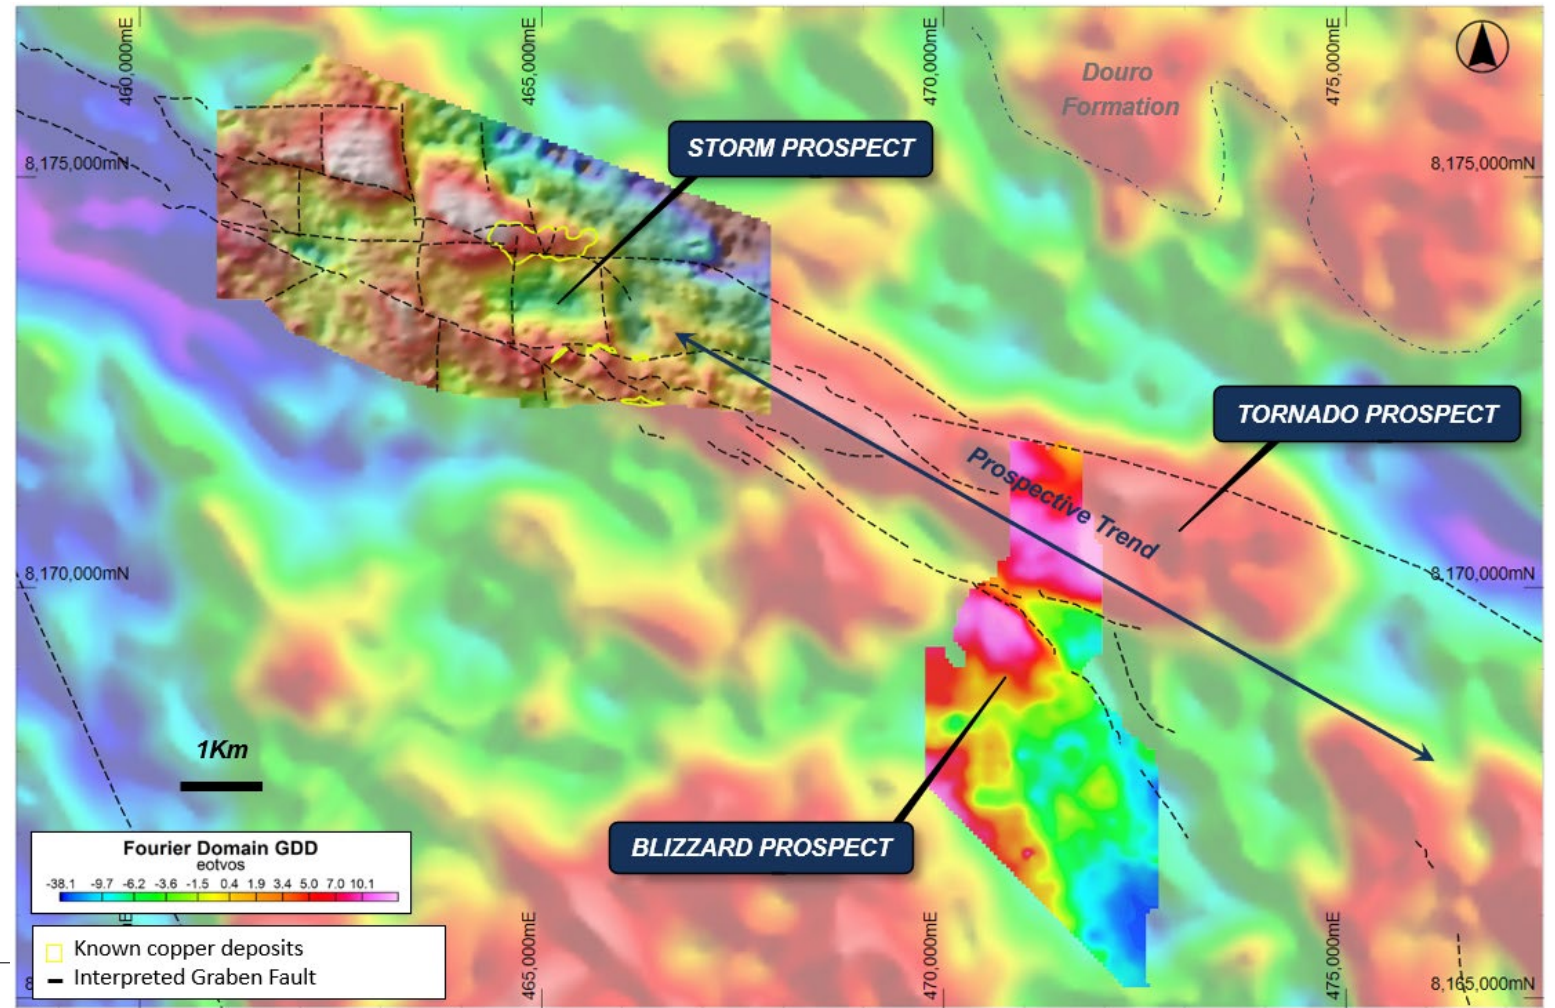 460,000mE
465,000mE
470,000mE
475,000mE
Douro
Formation
STORM PROSPECT
8,175,000mN
8,175,000mN
TORNADO PROSPECT
Prospective Trend
8,170,000mN
8,170,000mN
1Km
BLIZZARD PROSPECT
Fourier Domain GDD
eotvos
-38.1 -9.7 -6.2 -3.6 -1.5 0.4 1.9 3.4 5.0 7.0 10.1
465,000mE
470,000mE
475,000mE
Known copper deposits
Interpreted Graben Fault
8,165,000mN